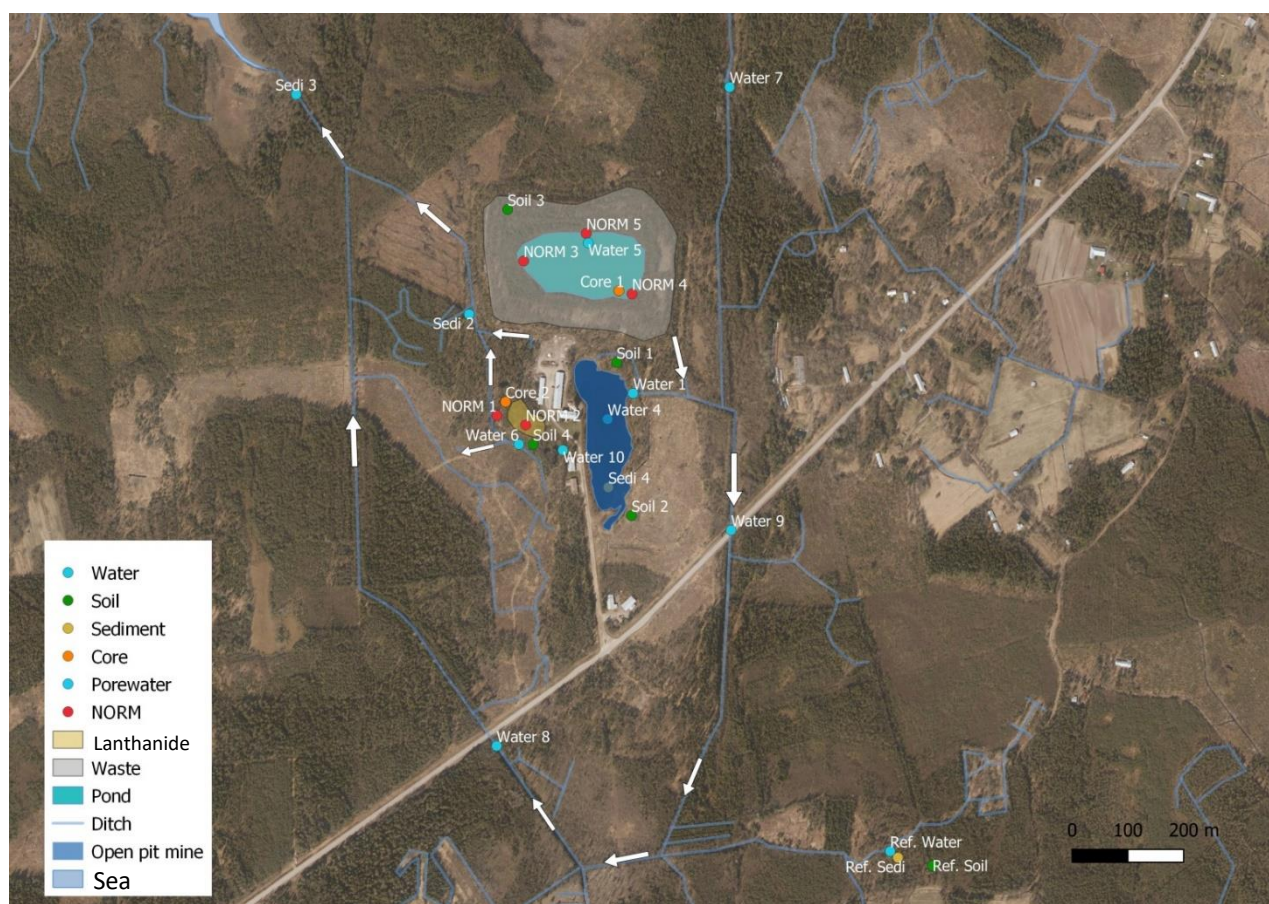 Sedi 3
Water 7
Soil 3
NORM 5
Water 5
NORM 3
Core 1
NORM 4
Sedi 2
Soil 1
Water 1
Core 2
NORM 1
NORM 2
Water 4
Water 6
Soil 4
Water 10
Sedi 4
Soil 2
Water 9
Water 8
Ref. Water
Ref. Sedi
Ref. Soil
Water
Soil
Sediment
Core
Porewater
NORM
Lanthanide
Waste
Pond
Ditch
Open pit mine
Sea
0 100 200 m